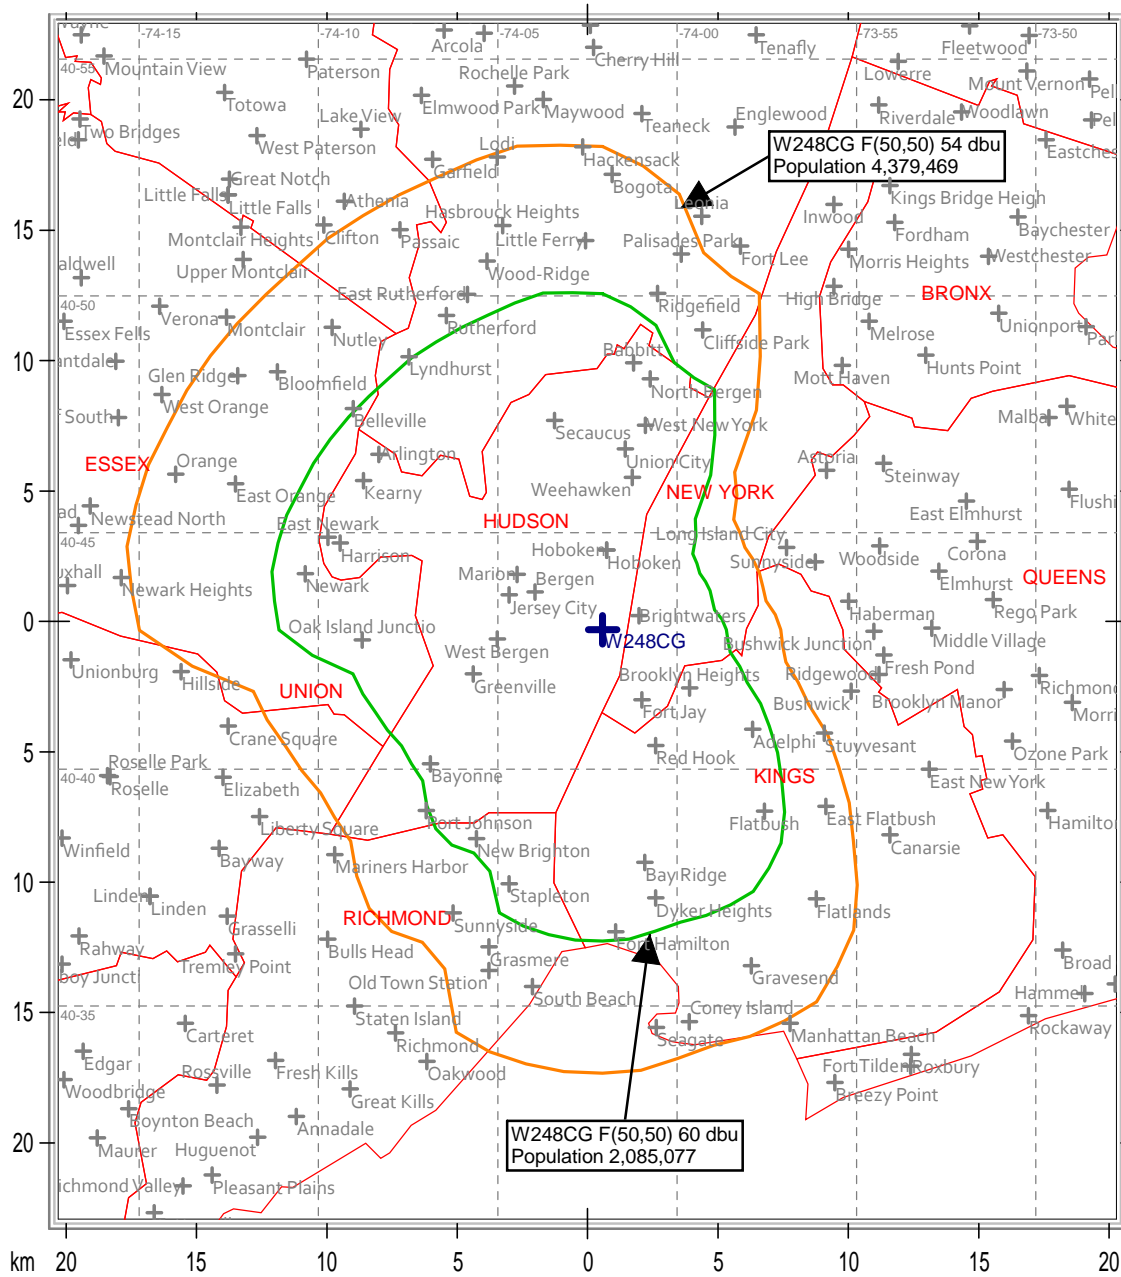 -74-15
-74-10
-74-05
-74-00
-73-55
-73-50
Arcola
Cherry Hill
Tenafly
Fleetwood
40-55
Mountain View
Paterson
Rochelle Park
Lowerre
Mount Vernon
Pel
20
Totowa
Elmwood Park
Maywood
Lake View
Teaneck
Englewood
Riverdale
Woodlawn
Pel
Two Bridges
West Paterson
Lodi
Hackensack
W248CG F(50,50) 54 dbu
Population 4,379,469
Eastches
Garfield
Bogota
Great Notch
Little Falls
Little Falls
Athenia
Hasbrouck Heights
Leonia
Inwood
Kings Bridge Heigh
15
Montclair Heights
Clifton
Passaic
Little Ferry
Palisades Park
Fort Lee
Fordham
Baychester
Morris Heights
Westchester
Upper Montclair
Wood-Ridge
aldwell
East Rutherford
Ridgefield
High Bridge
BRONX
40-50
Verona
Montclair
Rutherford
Essex Fells
Nutley
Cliffside Park
Melrose
Unionport
Par
10
antdale
Babbitt
Lyndhurst
Glen Ridge
Bloomfield
North Bergen
Mott Haven
Hunts Point
West Orange
f South
Belleville
Secaucus
West New York
Malba
White
Arlington
Union City
Astoria
ESSEX
Orange
Steinway
5
East Orange
Kearny
Weehawken
NEW YORK
Flushi
ad
Newstead North
East Newark
HUDSON
Long Island City
East Elmhurst
40-45
Harrison
Hoboken
Hoboken
Sunnyside
Woodside
Corona
uxhall
Newark Heights
Newark
Marion
Bergen
Elmhurst
QUEENS
Jersey City
Haberman
Rego Park
0
Oak Island Junctio
Brightwaters
W248CG
West Bergen
Bushwick Junction
Middle Village
Fresh Pond
Unionburg
Hillside
UNION
Greenville
Brooklyn Heights
Ridgewood
Richmond
Fort Jay
Bushwick
Brooklyn Manor
Morri
Crane Square
5
Red Hook
Adelphi
Stuyvesant
Ozone Park
40-40
Roselle Park
Roselle
Elizabeth
Bayonne
KINGS
East New York
Liberty Square
Port Johnson
Flatbush
East Flatbush
Hamilto
Winfield
Bayway
Mariners Harbor
New Brighton
Canarsie
10
Linden
Linden
Stapleton
Bay Ridge
Dyker Heights
Flatlands
Grasselli
RICHMOND
Sunnyside
Rahway
Bulls Head
Fort Hamilton
Broad
Tremley Point
Grasmere
boy Juncti
Old Town Station
South Beach
Gravesend
Hammel
15
40-35
Staten Island
Coney Island
Carteret
Richmond
Seagate
Manhattan Beach
Rockaway
Edgar
Rossville
Fresh Kills
Oakwood
Fort Tilden
Roxbury
Woodbridge
Great Kills
Breezy Point
Boynton Beach
Annadale
20
Maurer
Huguenot
W248CG F(50,50) 60 dbu
Population 2,085,077
ichmond Valley
Pleasant Plains
km
20
15
10
5
0
5
10
15
20